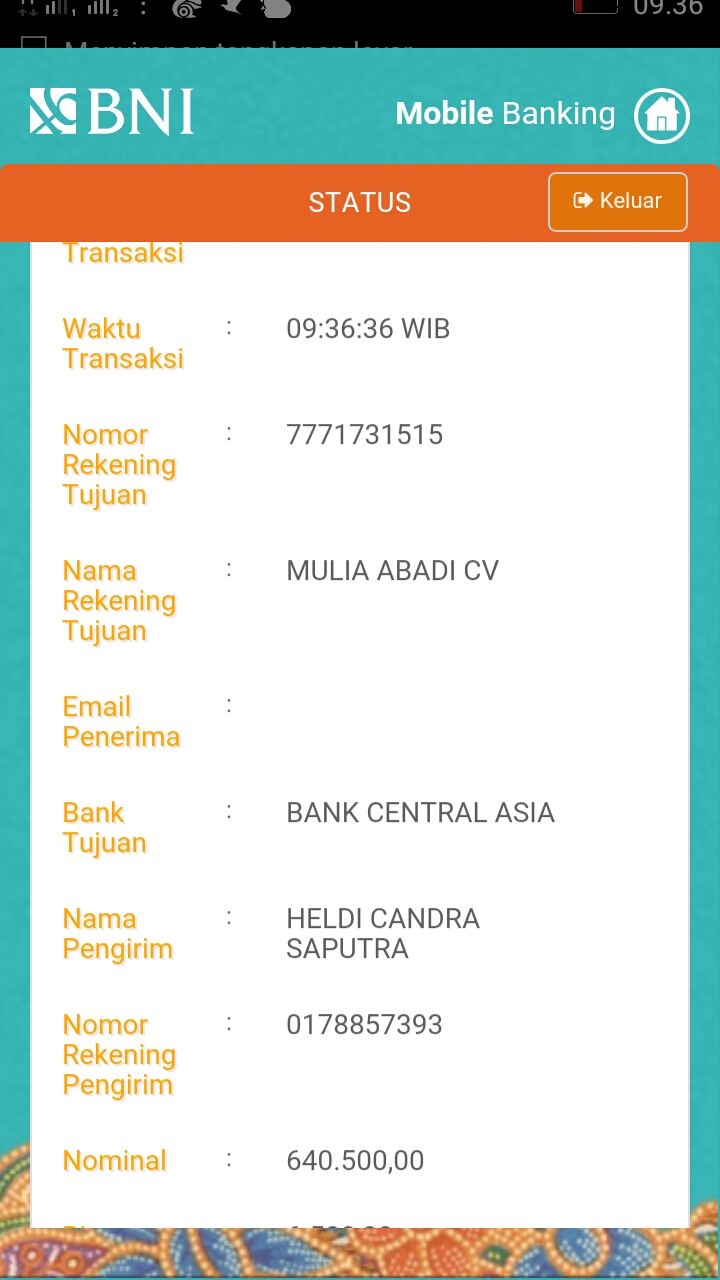 09.36
Menyimpan tangkapan layar
BNI
Mobile Banking
STATUS
Keluar
Transaksi
Waktu Transaksi : 09:36:36 WIB
Nomor Rekening Tujuan : 7771731515
Nama Rekening Tujuan : MULIA ABADI CV
Email Penerima :
Bank Tujuan : BANK CENTRAL ASIA
Nama Pengirim : HELDI CANDRA SAPUTRA
Nomor Rekening Pengirim : 0178857393
Nominal : 640.500,00